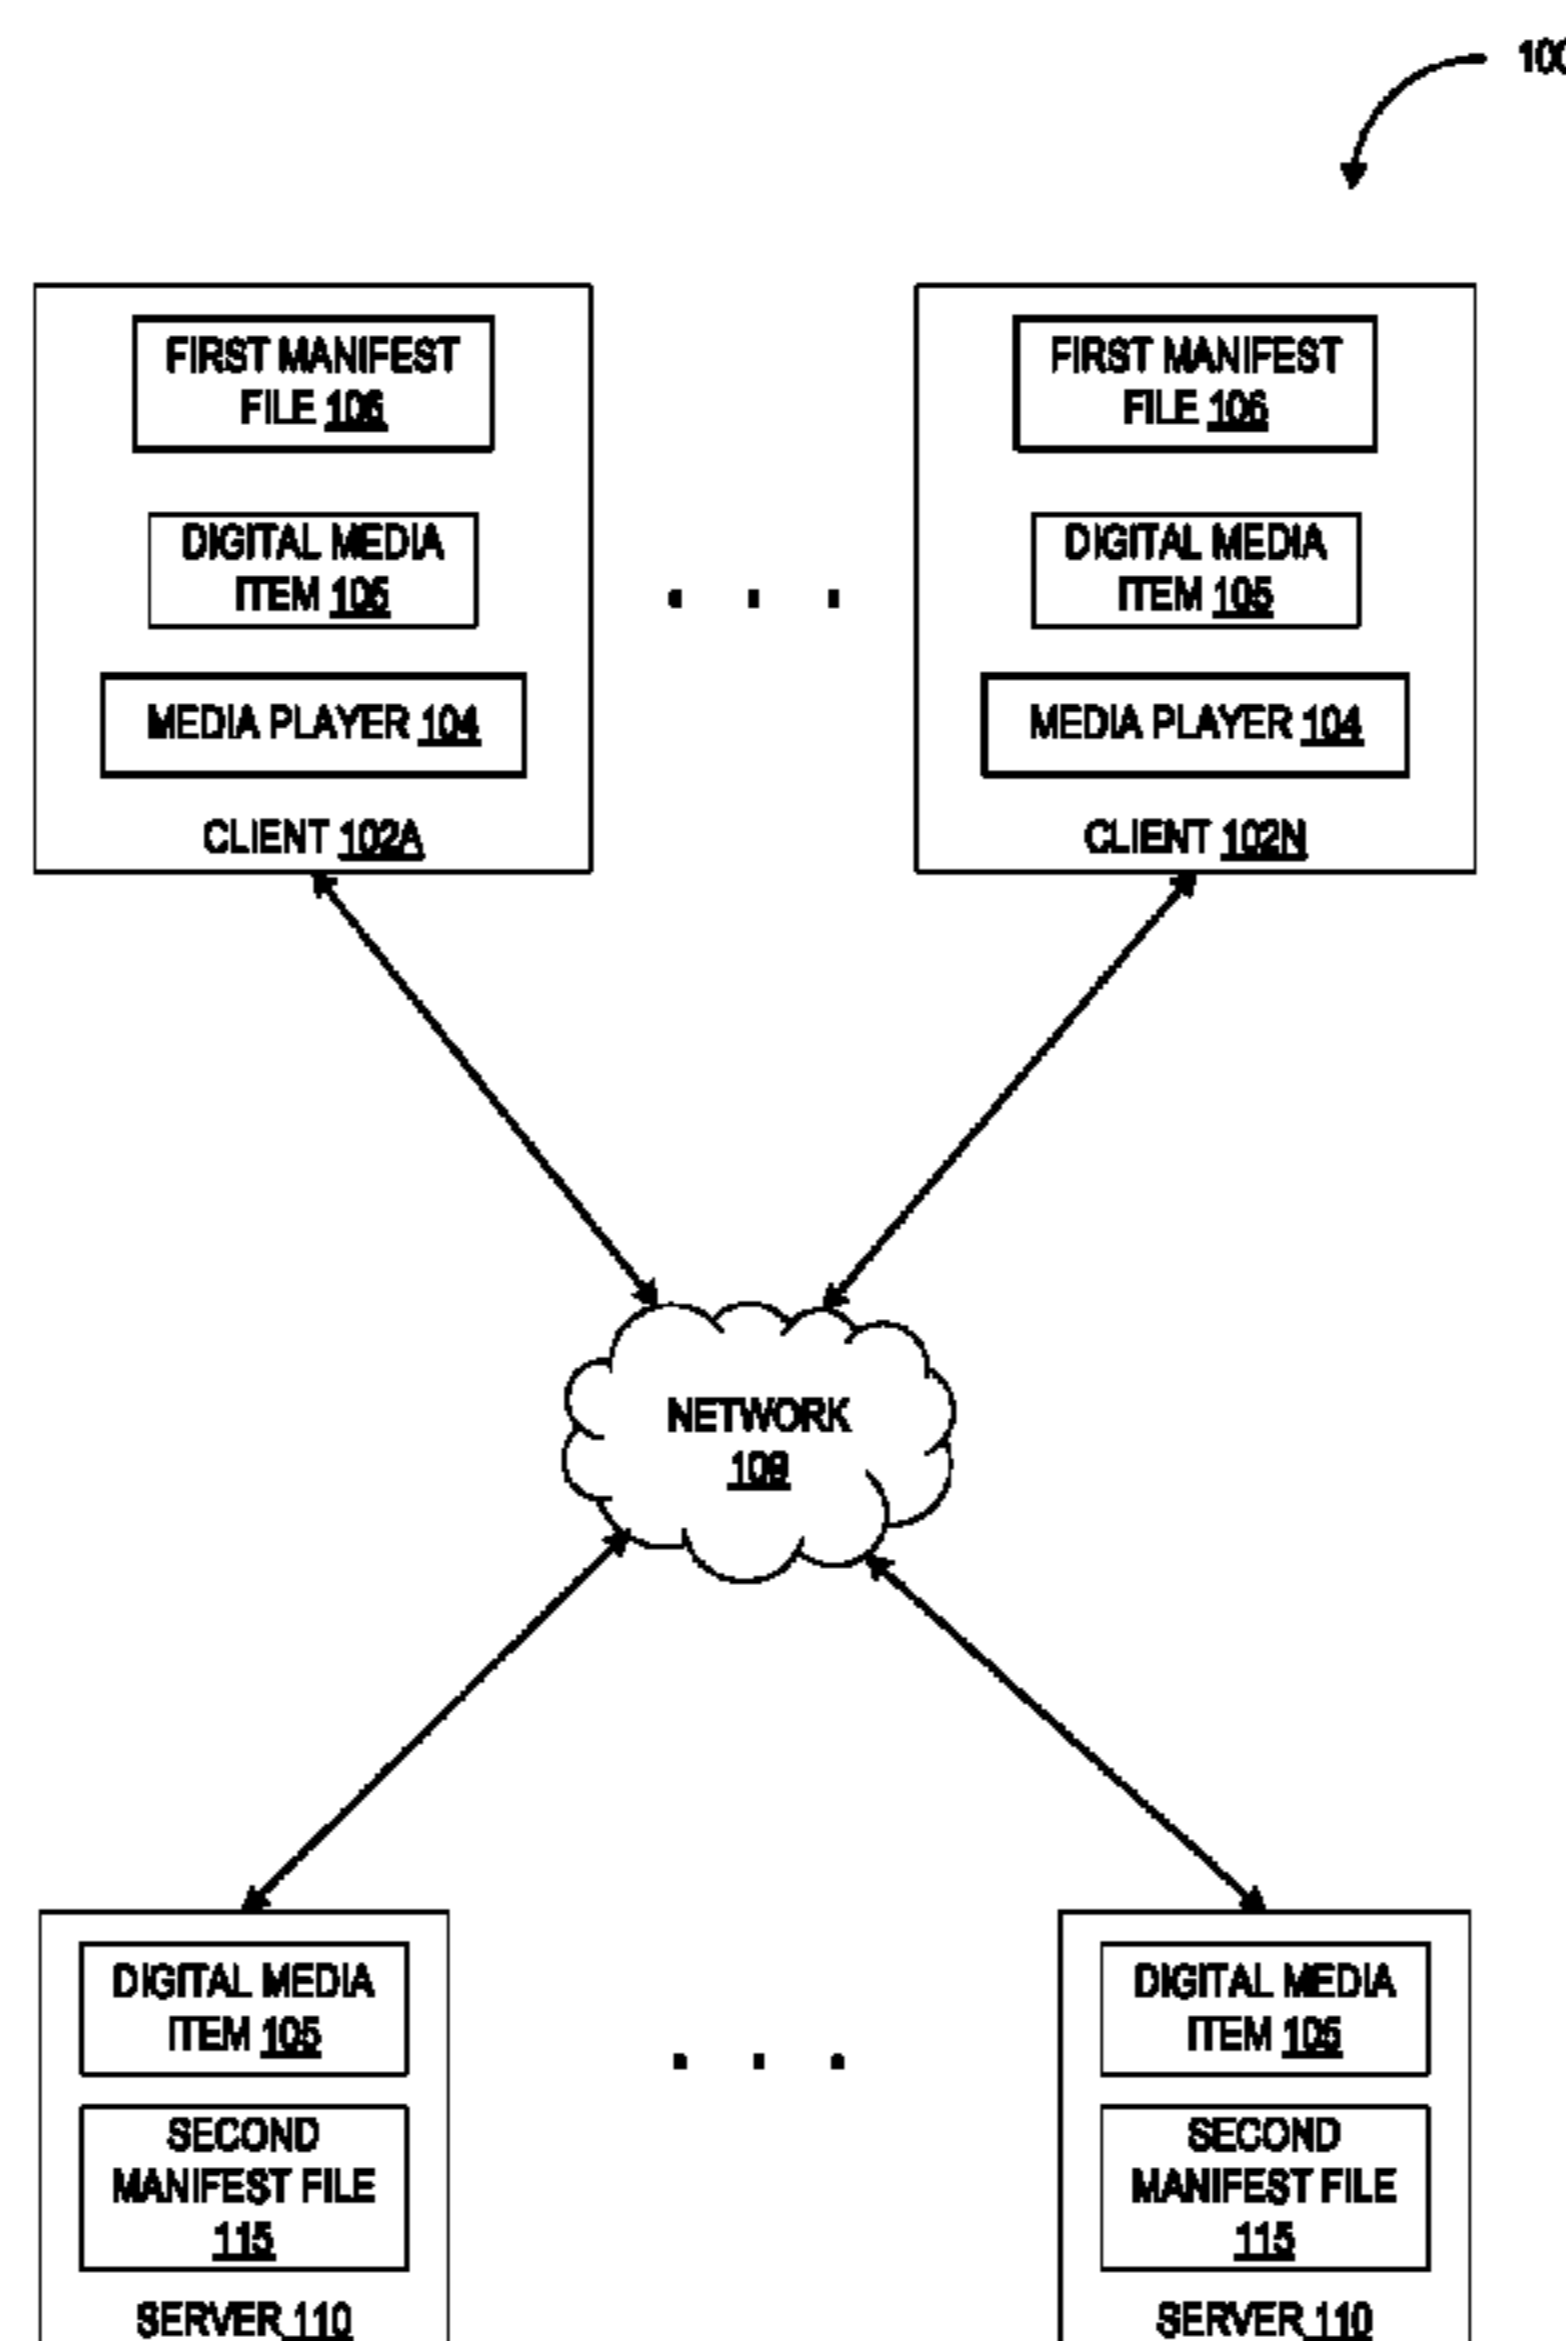 100
FIRST MANIFEST
FILE 106
DIGITAL MEDIA
ITEM 105
MEDIA PLAYER 104
CLIENT 102A
FIRST MANIFEST
FILE 106
DIGITAL MEDIA
ITEM 105
MEDIA PLAYER 104
CLIENT 102N
NETWORK
DIGITAL MEDIA
ITEM 105
SECOND
MANIFEST FILE
115
SERVER 110
DIGITAL MEDIA
ITEM 105
SECOND
MANIFEST FILE
115
SERVER 110